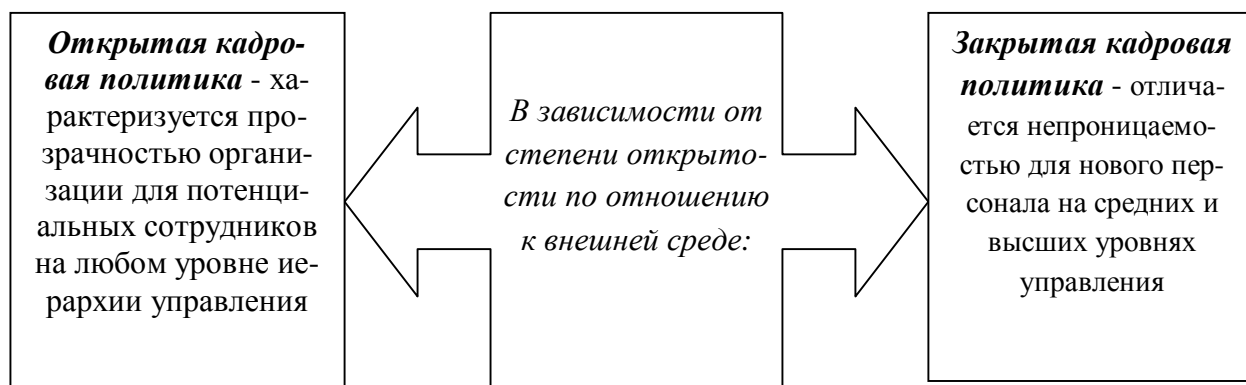 Открытая кадро-
вая политика - ха-
рактеризуется про-
зрачностью органи-
зации для потенци-
альных сотрудников
на любом уровне ие-
рархии управления
В зависимости от
степени открыто-
сти по отношению
к внешней среде:
Закрытая кадровая
политика - отлича-
ется непроницаемо-
стью для нового пер-
сонала на средних и
высших уровнях
управления